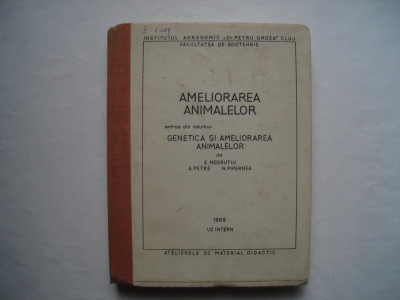 INSTITUTUL AGRONOMIC „Dr PETRU GROZA” CLUJ
FACULTATEA DE ZOOTEHNIE
AMELIORAREA
ANIMALELOR
extras din volumul:
GENETICA ȘI AMELIORAREA
ANIMALELOR
de
E. NEGRUȚIU
A. PETRE N. PIPERNEA
1969
UZ INTERN
ATELIERELE DE MATERIAL DIDACTIC